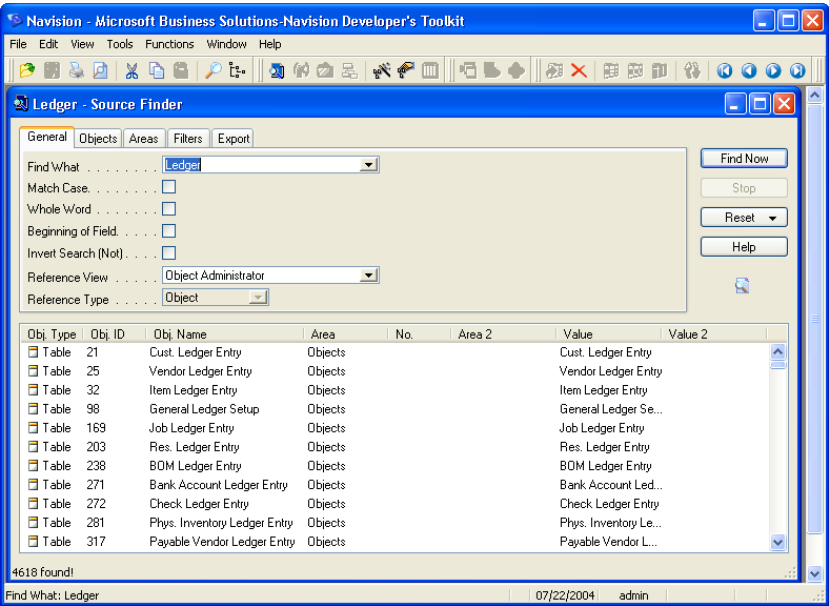 Navision - Microsoft Business Solutions-Navision Developer's Toolkit
File Edit View Tools Functions Window Help
Ledger - Source Finder
General Objects Areas Filters Export
Find What . . . . . . . . Ledger
Find Now
Match Case. . . . . . . .
Stop
Whole Word . . . . . . .
Reset
Beginning of Field. . . . .
Help
Invert Search (Not) . . . .
Reference View . . . . . Object Administrator
Reference Type . . . . . Object
Obj. Type Obj. ID Obj. Name Area No. Area 2 Value Value 2
Table 21 Cust. Ledger Entry Objects Cust. Ledger Entry
Table 25 Vendor Ledger Entry Objects Vendor Ledger Entry
Table 32 Item Ledger Entry Objects Item Ledger Entry
Table 98 General Ledger Setup Objects General Ledger Se...
Table 169 Job Ledger Entry Objects Job Ledger Entry
Table 203 Res. Ledger Entry Objects Res. Ledger Entry
Table 238 BOM Ledger Entry Objects BOM Ledger Entry
Table 271 Bank Account Ledger Entry Objects Bank Account Led...
Table 272 Check Ledger Entry Objects Check Ledger Entry
Table 281 Phys. Inventory Ledger Entry Objects Phys. Inventory Le...
Table 317 Payable Vendor Ledger Entry Objects Payable Vendor L...
4618 found!
Find What: Ledger 07/22/2004 admin